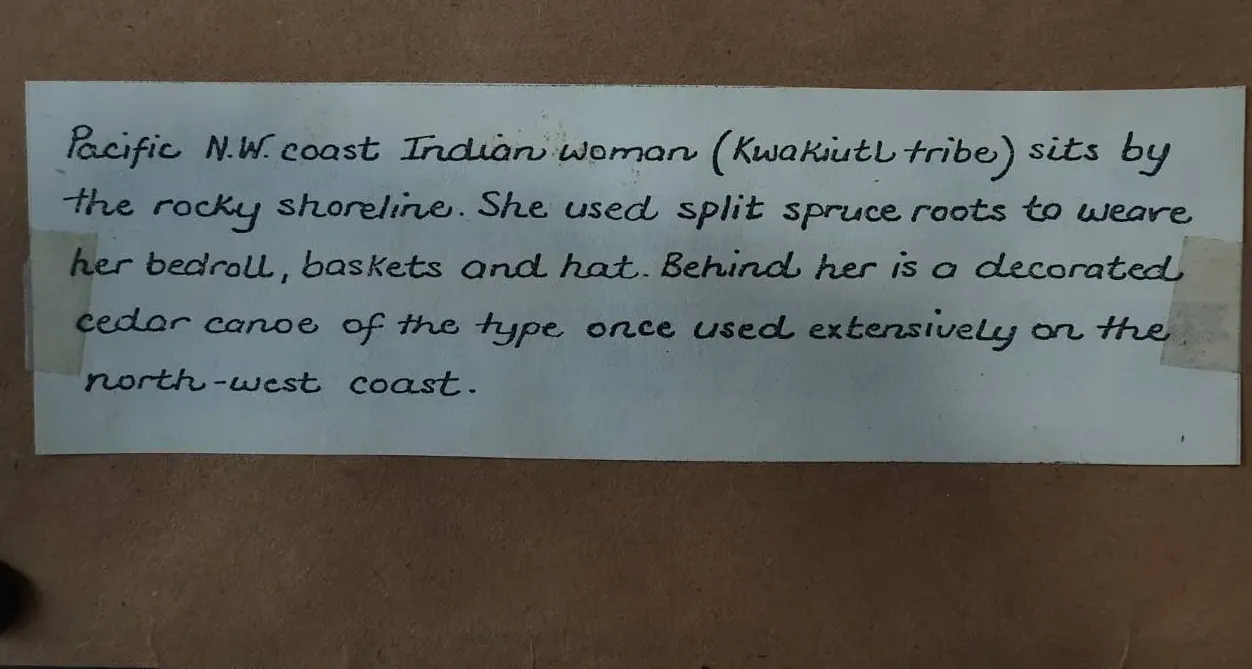 Pacific N.W. coast Indian woman (Kwakiutl tribe) sits by
the rocky shoreline. She used split spruce roots to weave
her bedroll, baskets and hat. Behind her is a decorated
cedar canoe of the type once used extensively on the
north-west coast.